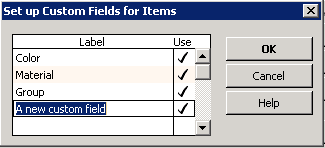 Set up Custom Fields for Items
Label Use
Color
Material
Group
A new custom field
OK
Cancel
Help